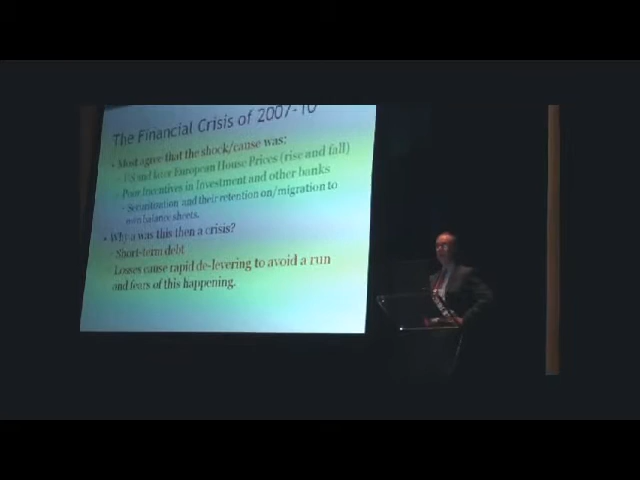 The Financial Crisis of 2007-10
Most agree that the shock/cause was:
US and later European House Prices (rise and fall)
Poor Incentives in Investment and other banks
Securitization and their retention on/migration to
own balance sheets.
Why a was this then a crisis?
Short-term debt
Losses cause rapid de-levering to avoid a run
and fears of this happening.